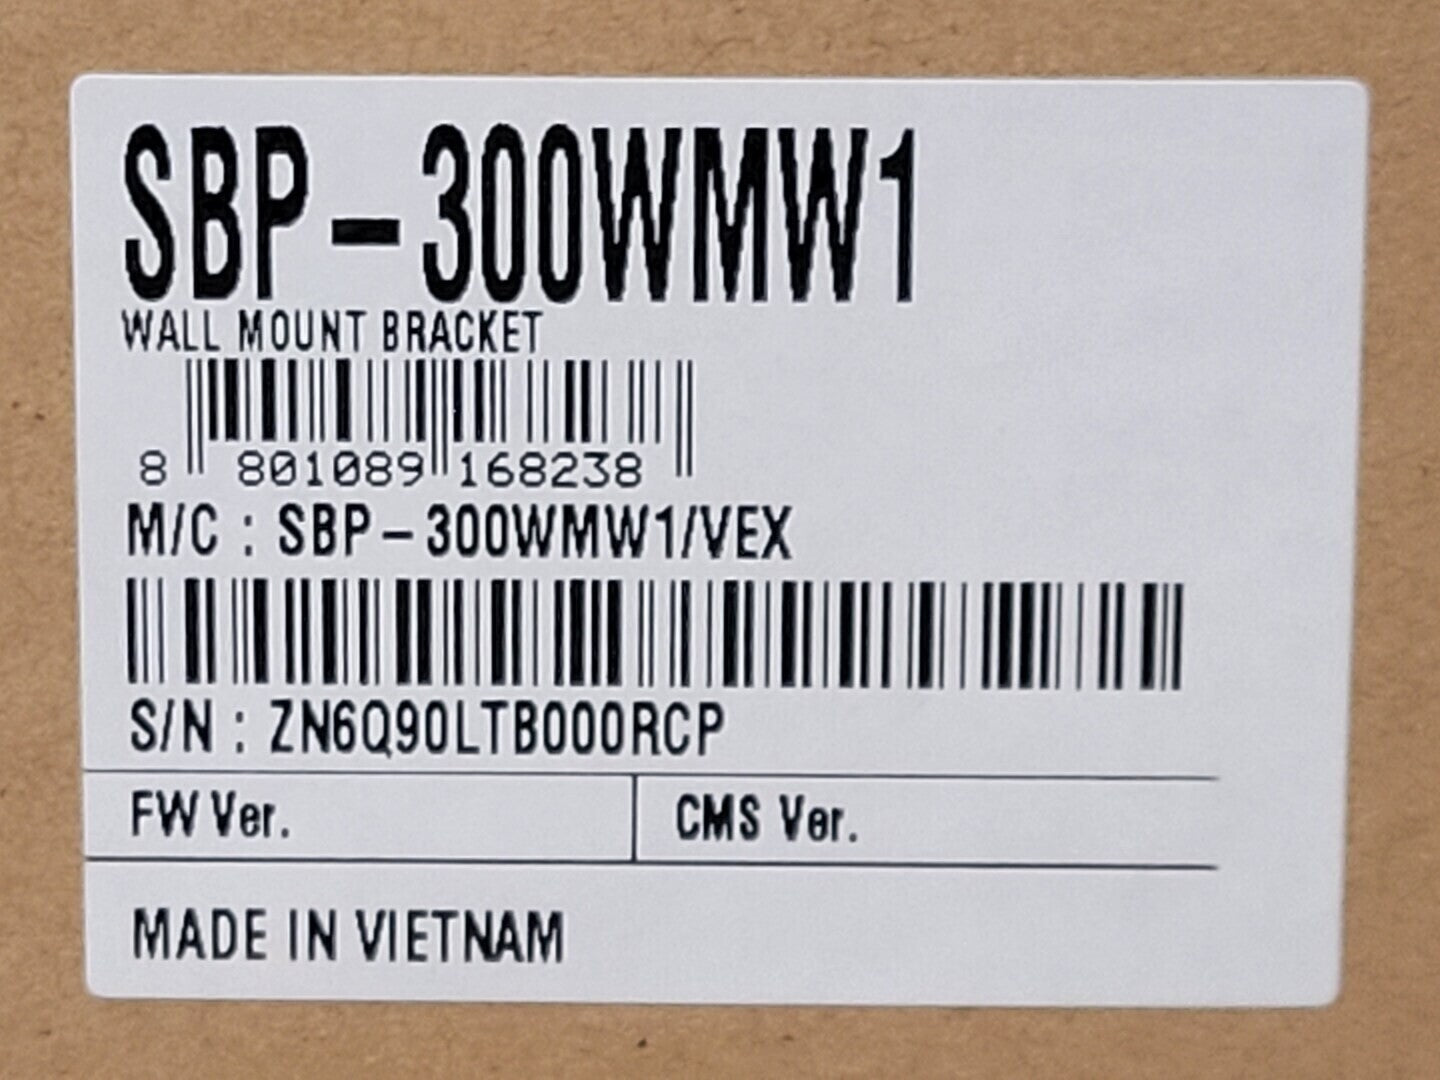 SBP-300WMW1
WALL MOUNT BRACKET
8 801089 168238
M/C : SBP-300WMW1/VEX
S/N : ZN6Q90LTB000RCP
FW Ver.
CMS Ver.
MADE IN VIETNAM